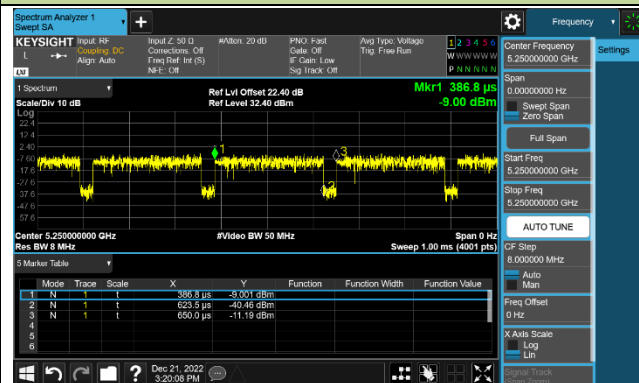 Spectrum Analyzer 1
Swept SA
Frequency
KEYSIGHT Input: RF Input Z: 50 Ω #Atten: 20 dB PNO: Fast Avg Type: Voltage 1 2 3 4 5 6
L Coupling: DC Corrections: Off Gate: Off Trig: Free Run W W W W W W
Align: Auto Freq Ref: Int (S) IF Gain: Low P N N N N N
LXI NFE: Off Sig Track: Off
Center Frequency
5.250000000 GHz
Settings
Span
0.00000000 Hz
Swept Span
Zero Span
Full Span
Start Freq
5.250000000 GHz
Stop Freq
5.250000000 GHz
AUTO TUNE
CF Step
8.000000 MHz
Auto
Man
Freq Offset
0 Hz
X Axis Scale
Log
Lin
Signal Track
(Span Zoom)
1 Spectrum Ref Lvl Offset 22.40 dB Mkr1 386.8 µs
Scale/Div 10 dB Ref Level 32.40 dBm -9.00 dBm
Log
22.4
12.4
2.40
-7.60
-17.6
-27.6
-37.6
-47.6
-57.6
1
3
2
Center 5.250000000 GHz #Video BW 50 MHz Span 0 Hz
Res BW 8 MHz Sweep 1.00 ms (4001 pts)
5 Marker Table
Mode Trace Scale X Y Function Function Width Function Value
1 N 1 t 386.8 µs -9.001 dBm
2 N 1 t 623.5 µs -40.46 dBm
3 N 1 t 650.0 µs -11.19 dBm
4
5
6
? Dec 21, 2022
3:20:08 PM